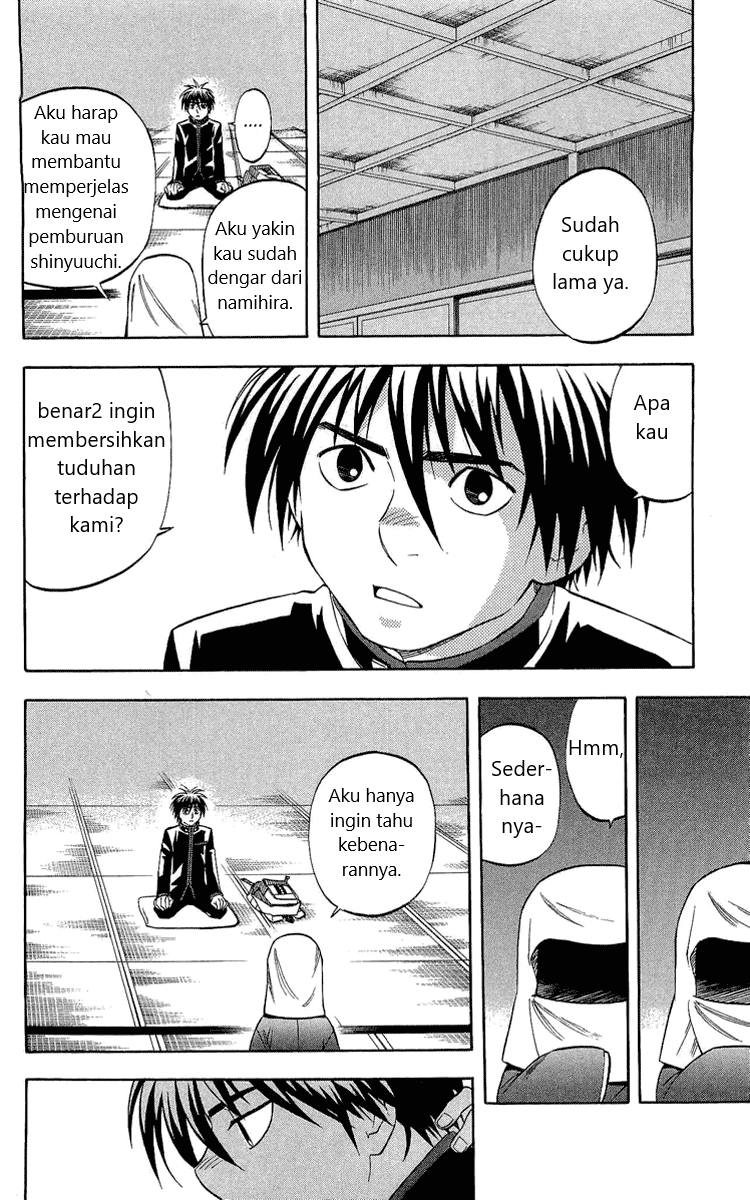 Sudah
cukup
lama ya.
.....
Aku yakin
kau sudah
dengar dari
namihira.
Aku harap
kau mau
membantu
memperjelas
mengenai
pemburuan
shinyuuchi.
Apa
kau
benar2 ingin
membersihkan
tuduhan
terhadap
kami?
Hmm,
Seder-
hana
nya-
Aku hanya
ingin tahu
kebena-
rannya.